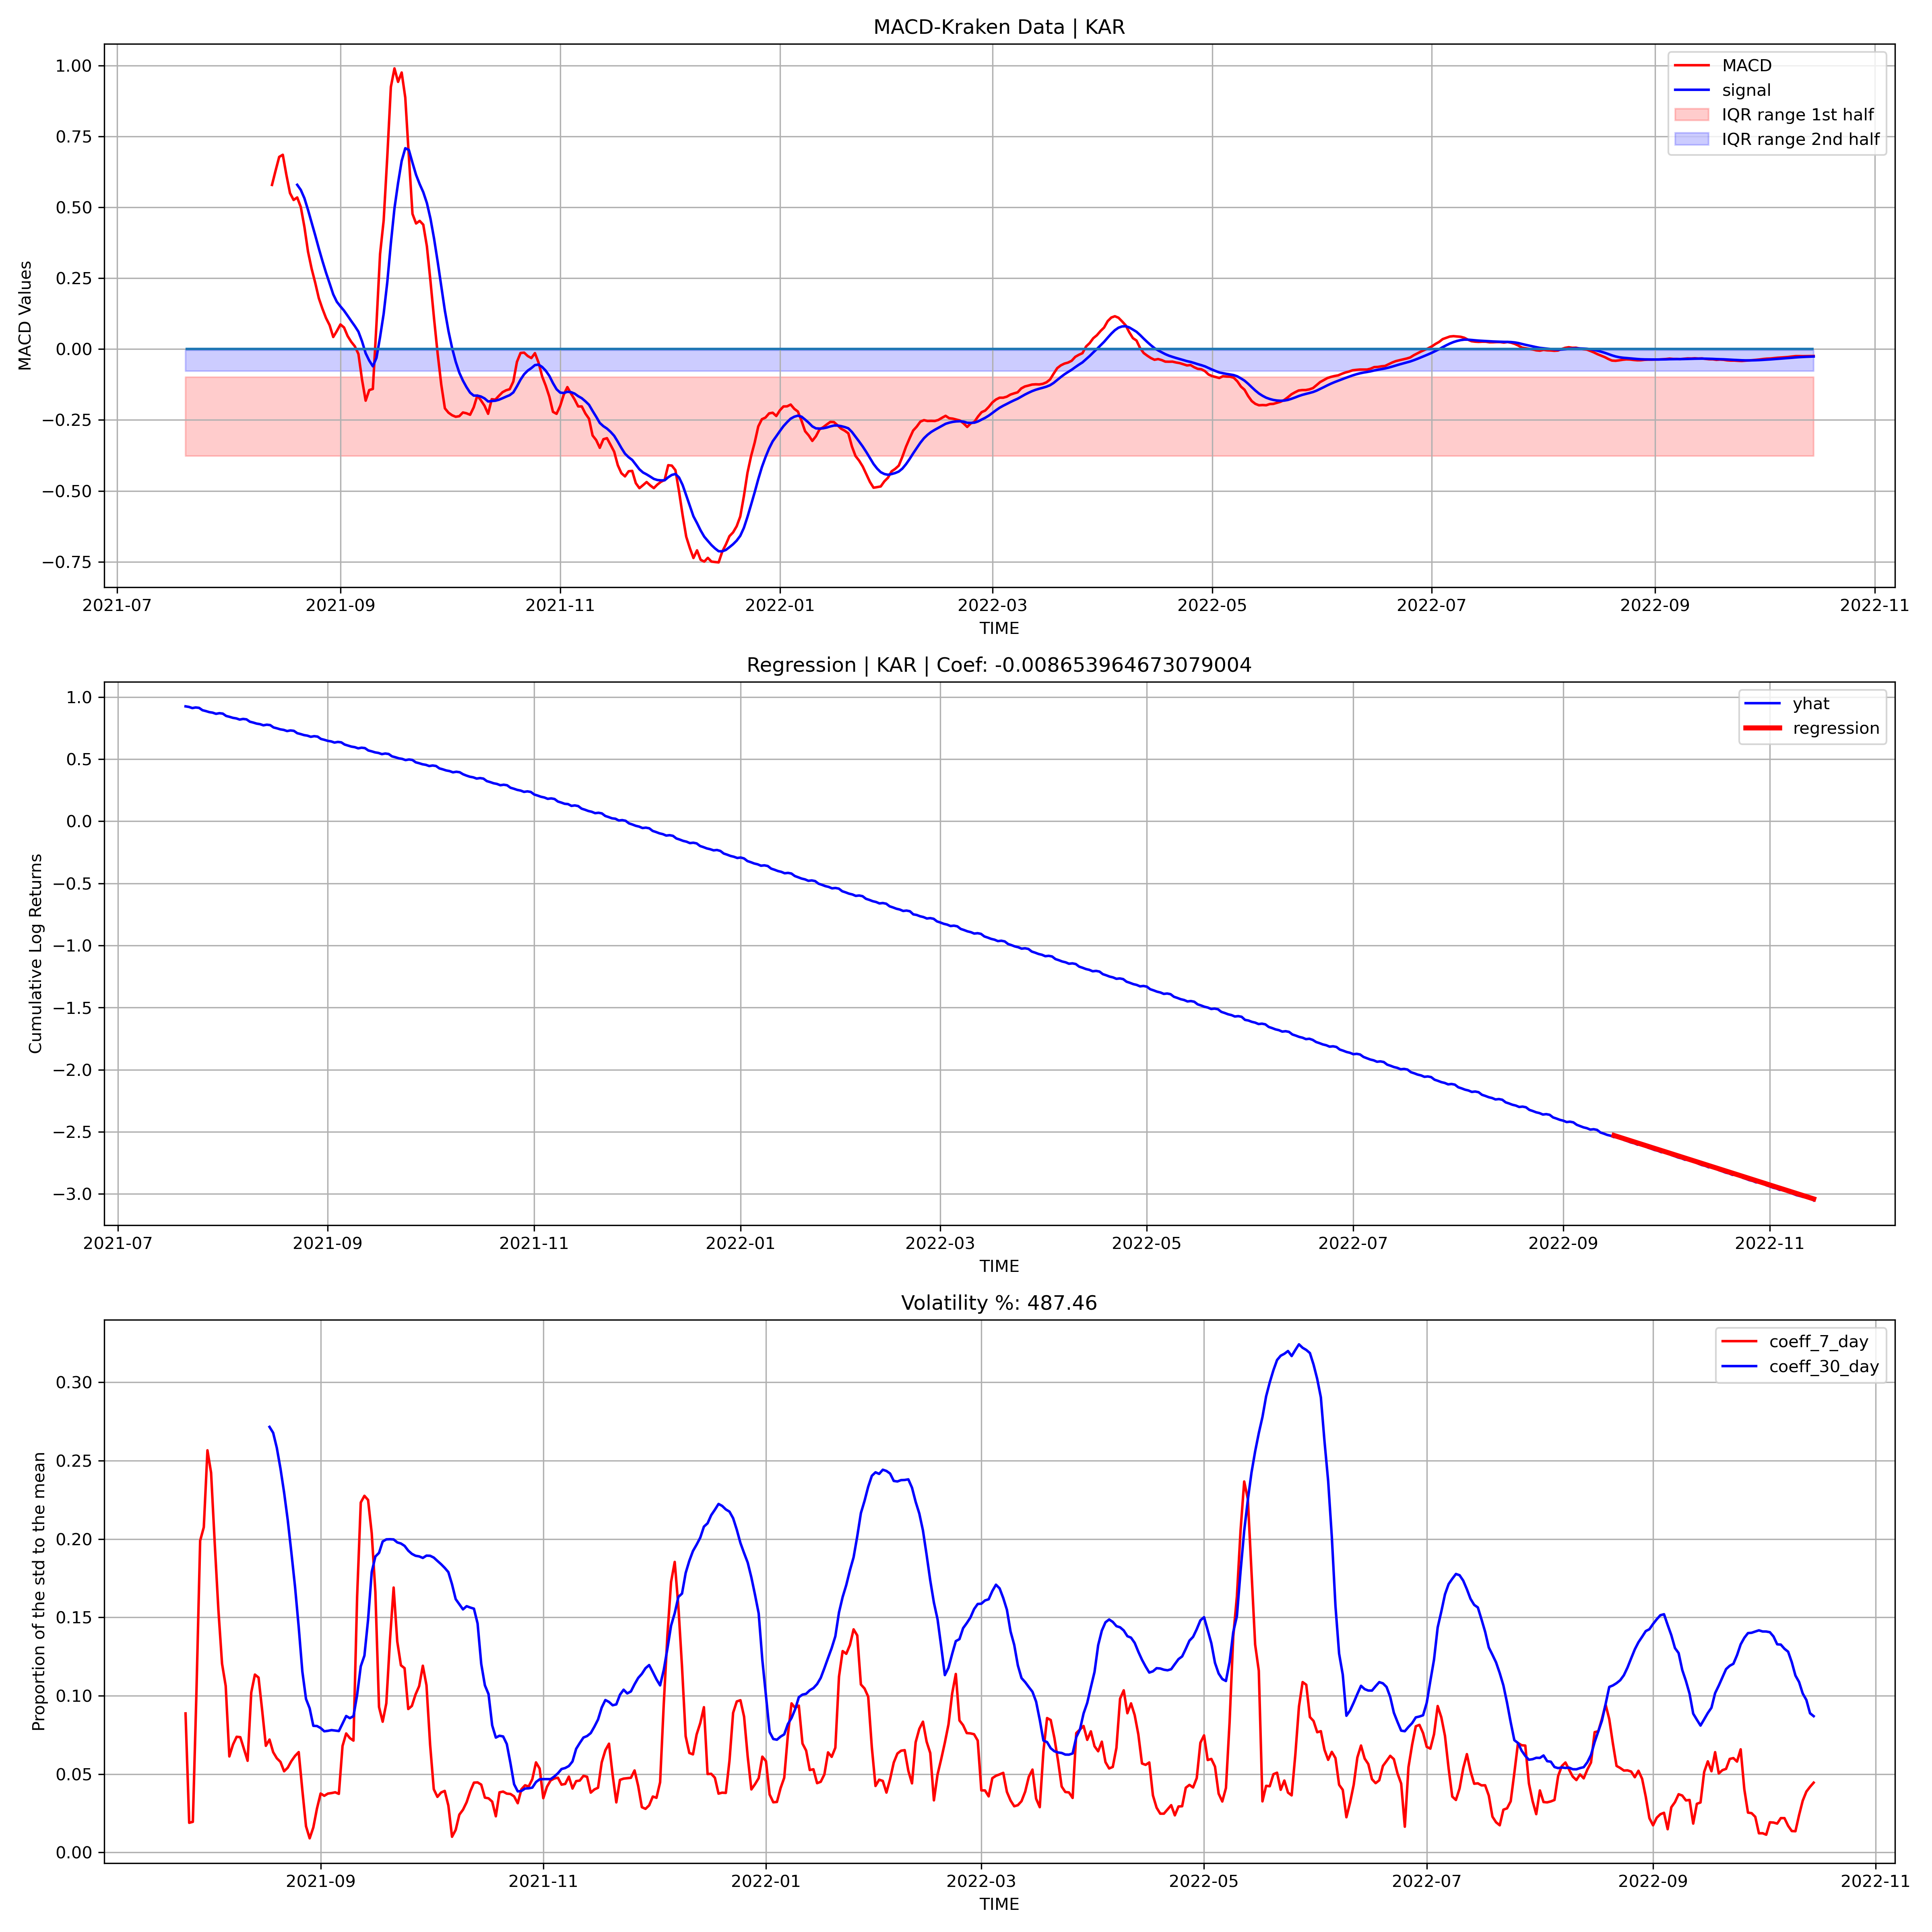 MACD-Kraken Data | KAR
MACD Values
1.00
0.75
0.50
0.25
0.00
−0.25
−0.50
−0.75
MACD
signal
IQR range 1st half
IQR range 2nd half
2021-07 2021-09 2021-11 2022-01 2022-03 2022-05 2022-07 2022-09 2022-11
TIME
Regression | KAR | Coef: -0.008653964673079004
Cumulative Log Returns
1.0
0.5
0.0
−0.5
−1.0
−1.5
−2.0
−2.5
−3.0
yhat
regression
2021-07 2021-09 2021-11 2022-01 2022-03 2022-05 2022-07 2022-09 2022-11
TIME
Volatility %: 487.46
Proportion of the std to the mean
0.30
0.25
0.20
0.15
0.10
0.05
0.00
coeff_7_day
coeff_30_day
2021-09 2021-11 2022-01 2022-03 2022-05 2022-07 2022-09 2022-11
TIME